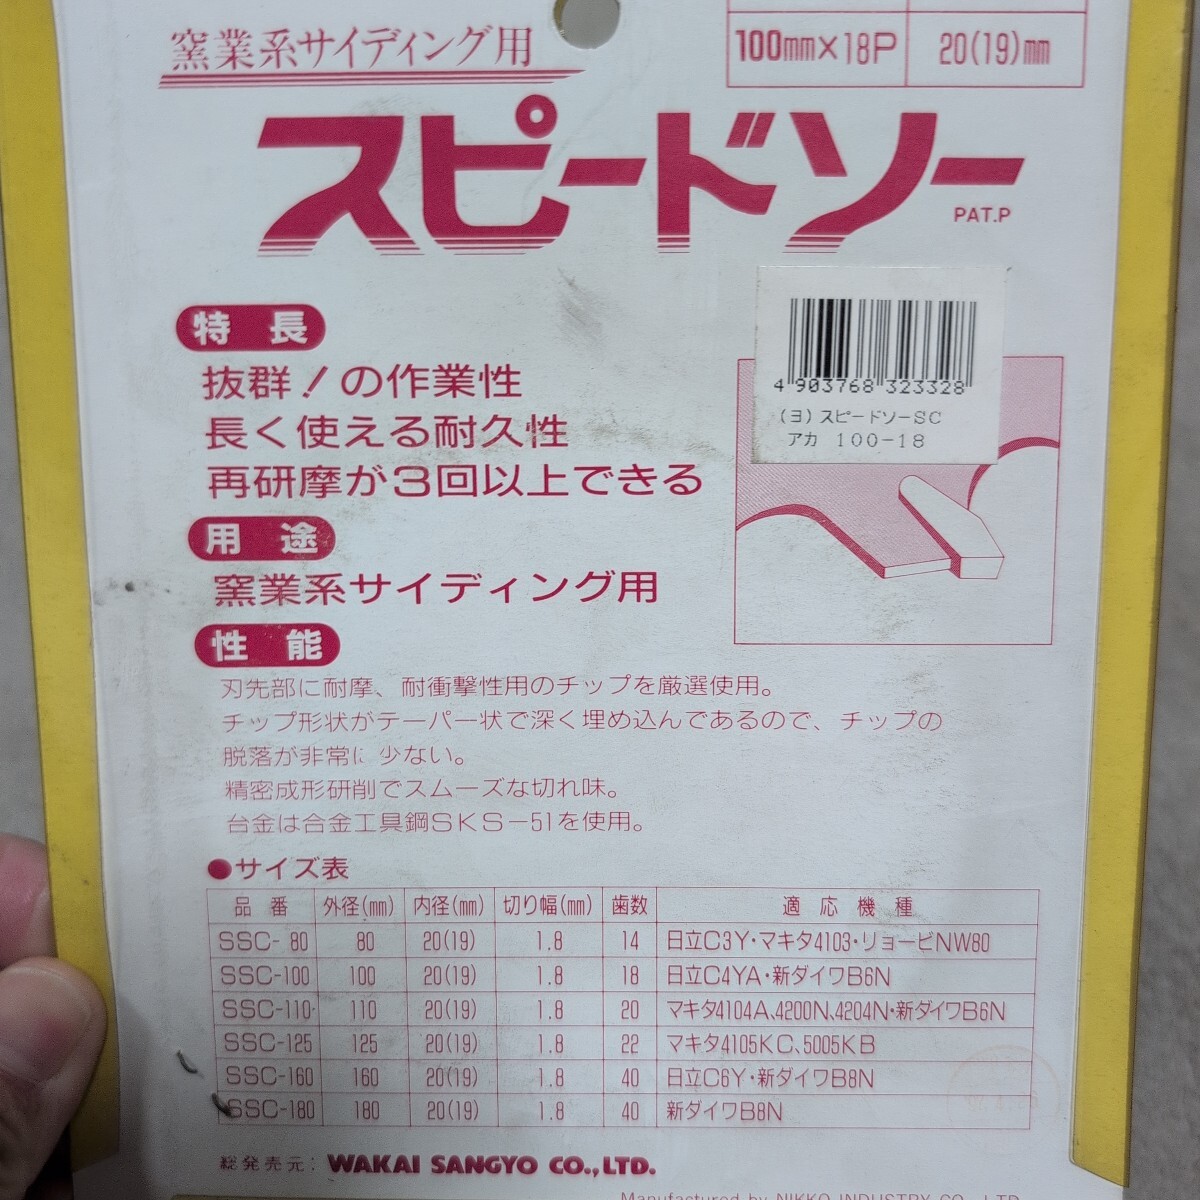 窯業系サイディング用
100mm×18P 20(19)mm
スピードソー
PAT.P
4 903768 323328
(ヨ)スピードソーSC
アカ 100-18
特長
抜群!の作業性
長く使える耐久性
再研摩が3回以上できる
用途
窯業系サイディング用
性能
刃先部に耐摩、耐衝撃性用のチップを厳選使用。
チップ形状がテーパー状で深く埋め込んであるので、チップの
脱落が非常に少ない。
精密成形研削でスムーズな切れ味。
台金は合金工具鋼SKS-51を使用。
●サイズ表
品番 外径(mm) 内径(mm) 切り幅(mm) 歯数 適応機種
SSC-80 80 20(19) 1.8 14 日立C3Y・マキタ4103・リョービNW80
SSC-100 100 20(19) 1.8 18 日立C4YA・新ダイワB6N
SSC-110 110 20(19) 1.8 20 マキタ4104A、4200N、4204N・新ダイワB6N
SSC-125 125 20(19) 1.8 22 マキタ4105KC、5005KB
SSC-160 160 20(19) 1.8 40 日立C6Y・新ダイワB8N
SSC-180 180 20(19) 1.8 40 新ダイワB8N
総発売元: WAKAI SANGYO CO.,LTD.
Manufactured by NIKKO INDUSTRY CO., LTD